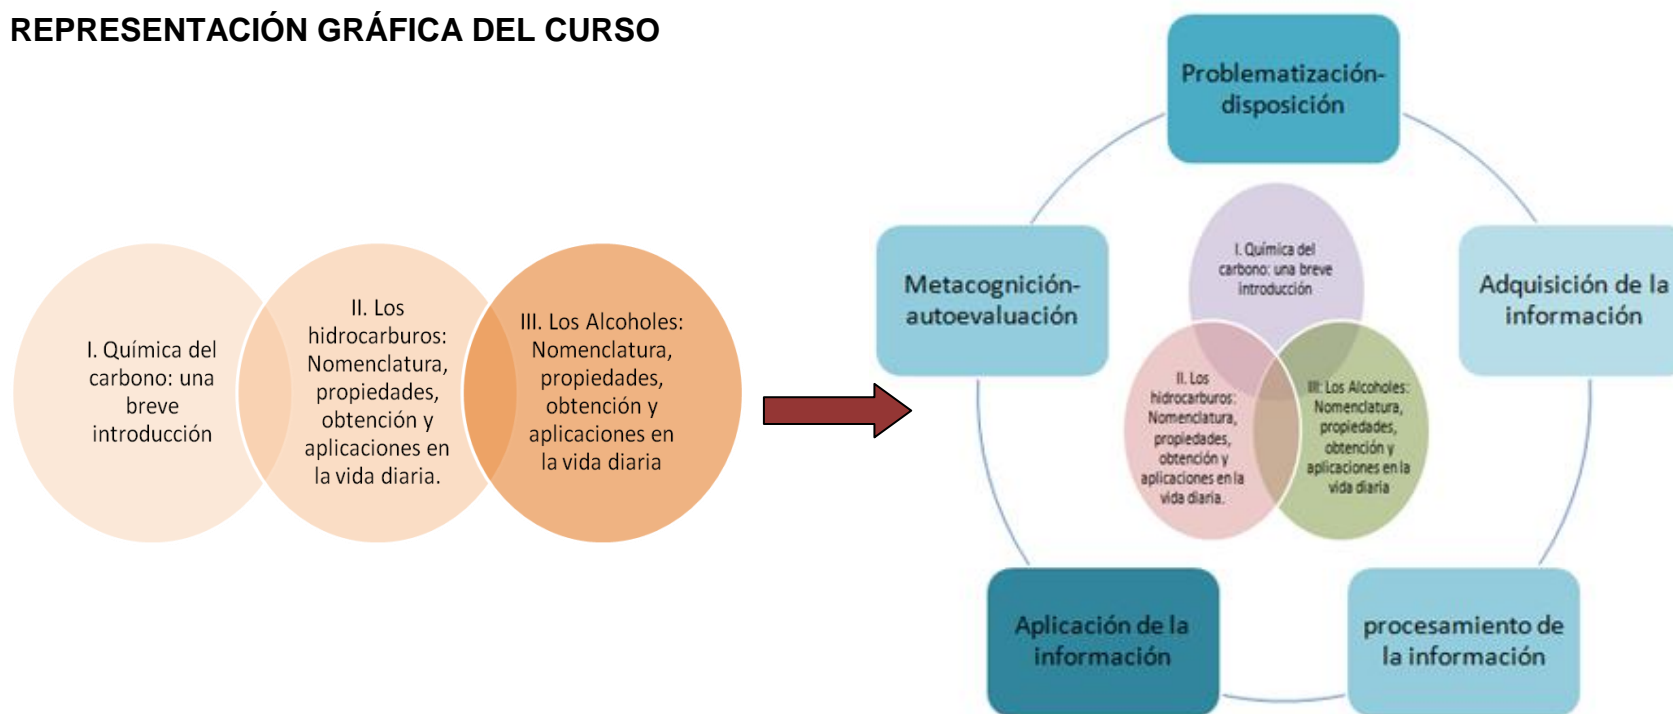 REPRESENTACIÓN GRÁFICA DEL CURSO
I. Química del
carbono: una
breve
introducción
II. Los
hidrocarburos:
Nomenclatura,
propiedades,
obtención y
aplicaciones en
la vida diaria.
III. Los Alcoholes:
Nomenclatura,
propiedades,
obtención y
aplicaciones en
la vida diaria
Problematización-
disposición
Adquisición de la
información
procesamiento de
la información
Aplicación de la
información
Metacognición-
autoevaluación
I. Química del
carbono: una breve
introducción
II. Los
hidrocarburos:
Nomenclatura,
propiedades,
obtención y
aplicaciones en la
vida diaria.
III: Los Alcoholes:
Nomenclatura,
propiedades,
obtención y
aplicaciones en la
vida diaria